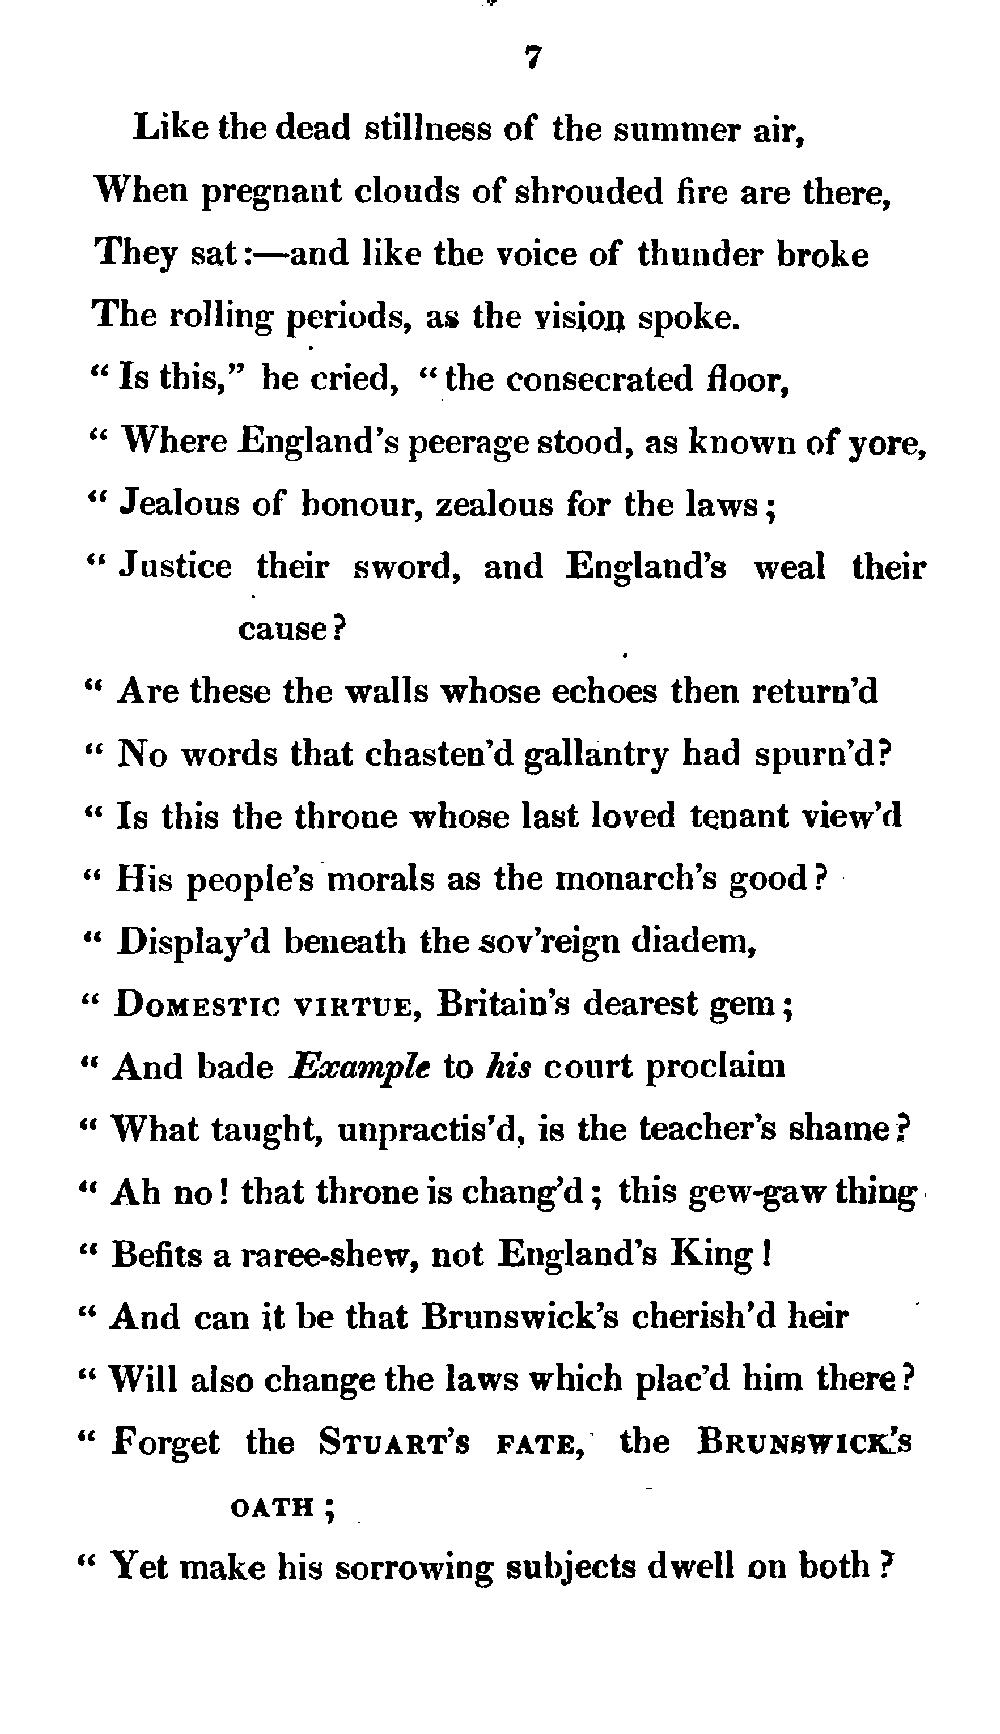 7
Like the dead stillness of the summer air,
When pregnant clouds of shrouded fire are there,
They sat:—and like the voice of thunder broke
The rolling periods, as the vision spoke.
“ Is this,” he cried, “ the consecrated floor,
“ Where England’s peerage stood, as known of yore,
“ Jealous of honour, zealous for the laws;
“ Justice their sword, and England’s weal their
cause?
“ Are these the walls whose echoes then return’d
“ No words that chasten’d gallantry had spurn’d?
“ Is this the throne whose last loved tenant view’d
“ His people’s morals as the monarch’s good?
“ Display’d beneath the sov’reign diadem,
“ DOMESTIC VIRTUE, Britain’s dearest gem;
“ And bade Example to his court proclaim
“ What taught, unpractis’d, is the teacher’s shame?
“ Ah no! that throne is chang’d; this gew-gaw thing
“ Befits a raree-shew, not England’s King!
“ And can it be that Brunswick’s cherish’d heir
“ Will also change the laws which plac’d him there?
“ Forget the STUART’S FATE, the BRUNSWICK’S
OATH;
“ Yet make his sorrowing subjects dwell on both?